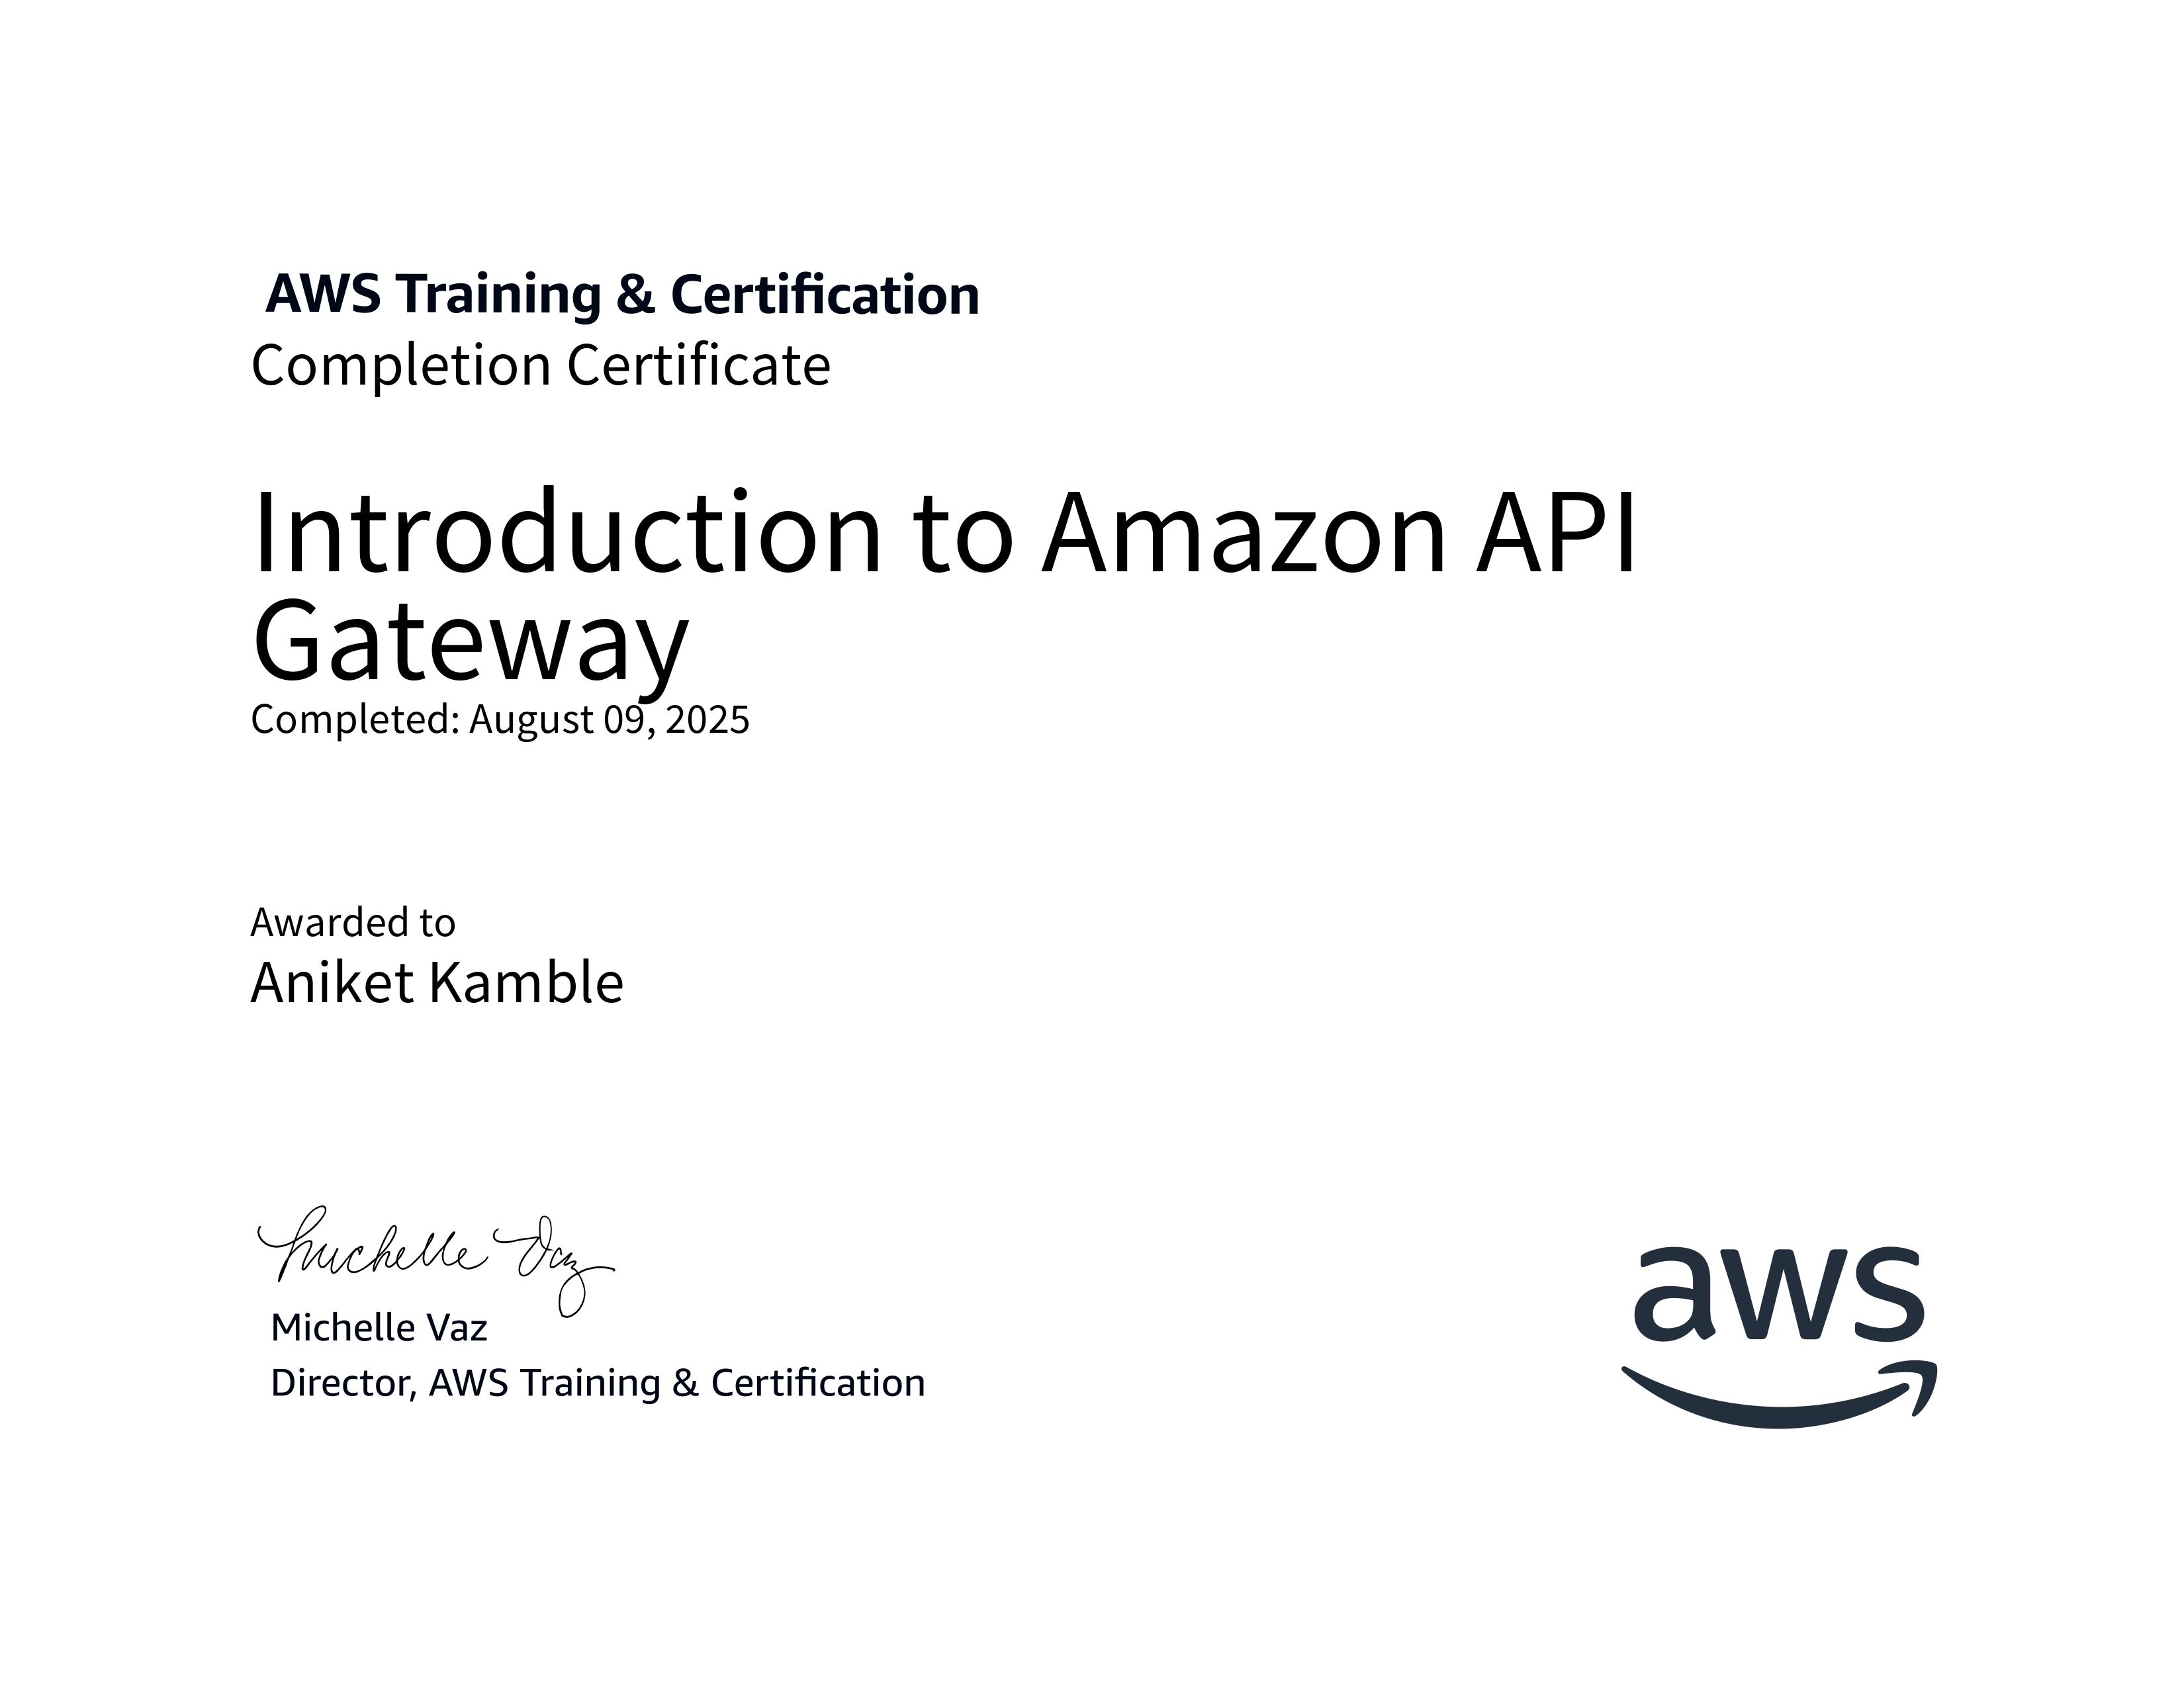 AWS Training & Certification
Completion Certificate
Introduction to Amazon API
Gateway
Completed: August 09, 2025
Awarded to
Aniket Kamble
Michelle Vaz
Michelle Vaz
Director, AWS Training & Certification
aws